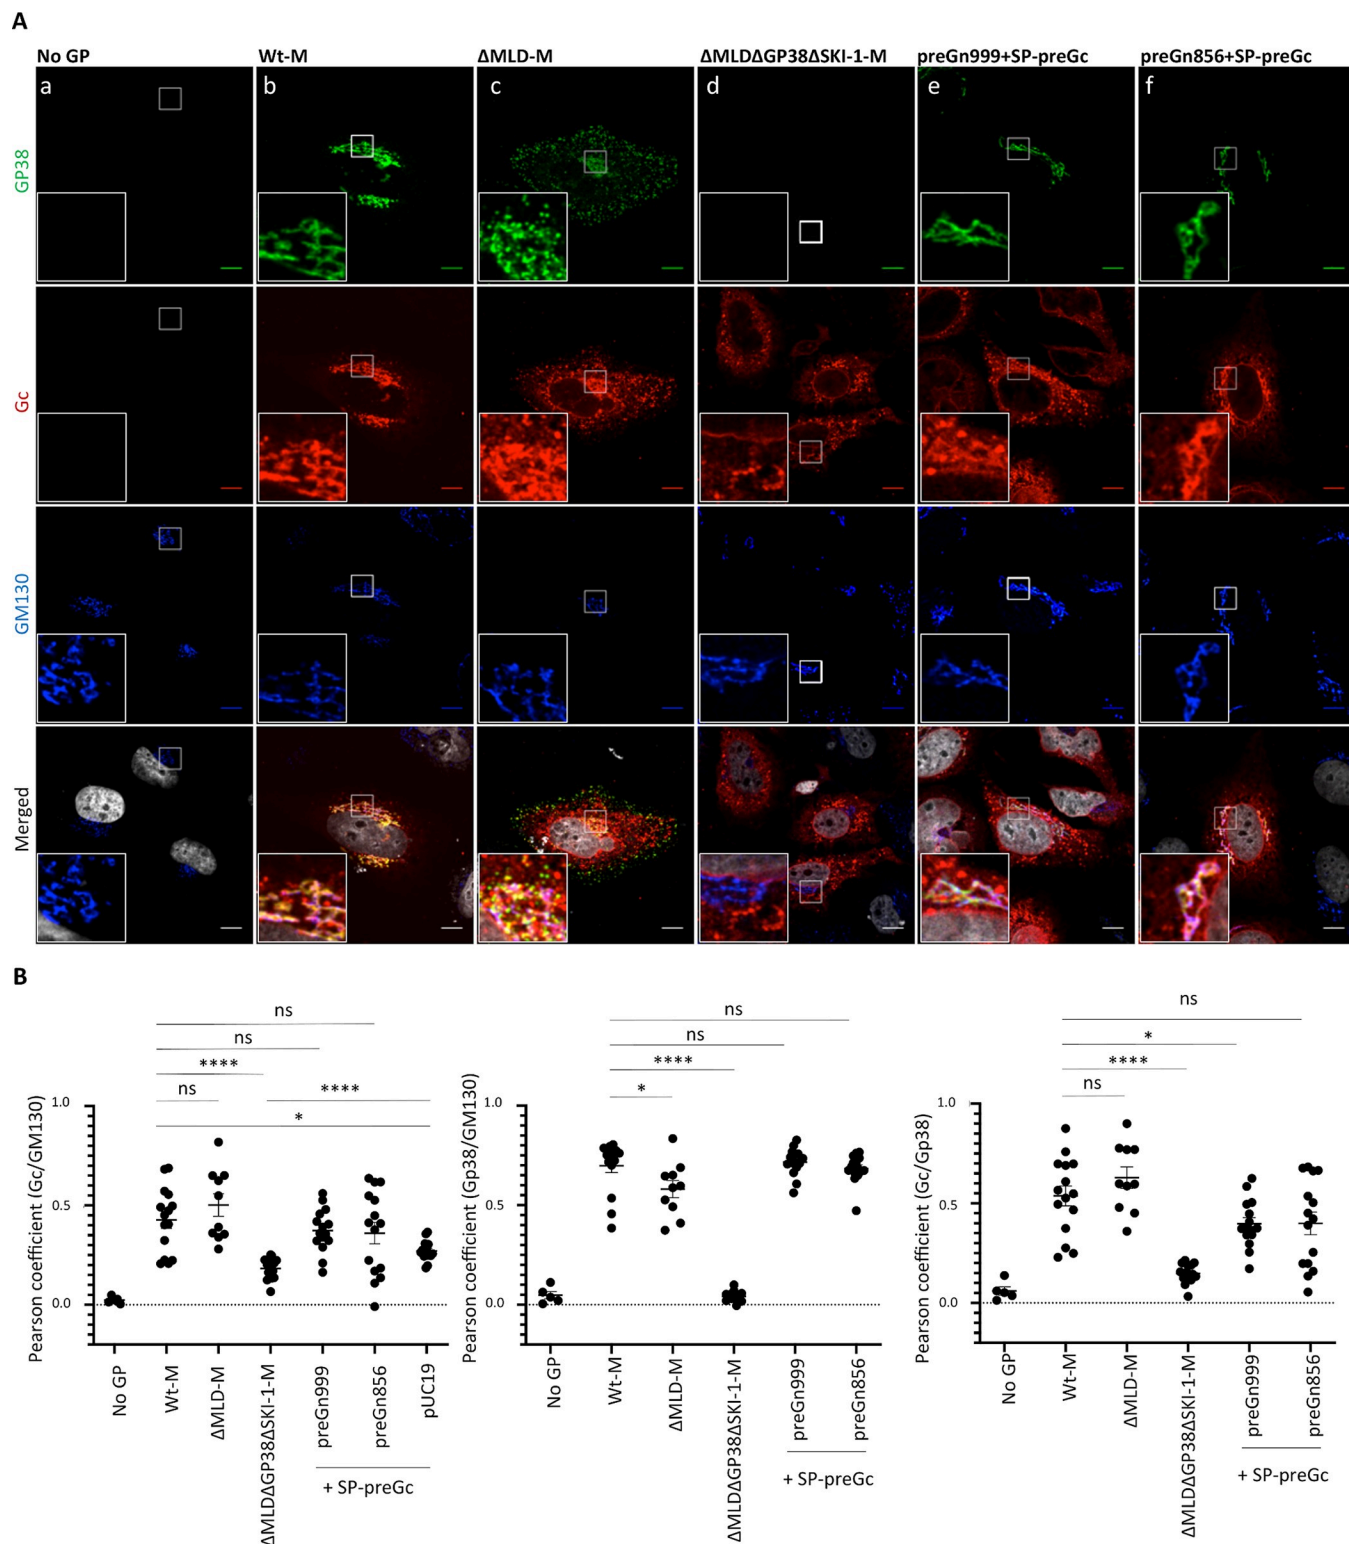 A
No GP
Wt-M
ΔMLD-M
ΔMLDΔGP38ΔSKI-1-M
preGn999+SP-preGc
preGn856+SP-preGc
a
b
c
d
e
f
GP38
Gc
GM130
Merged
B
ns
ns
****
ns
****
*
Pearson coefficient (Gc/GM130)
1.0
0.5
0.0
No GP
Wt-M
ΔMLD-M
ΔMLDΔGP38ΔSKI-1-M
preGn999
preGn856
pUC19
+ SP-preGc
ns
ns
****
*
Pearson coefficient (Gp38/GM130)
1.0
0.5
0.0
No GP
Wt-M
ΔMLD-M
ΔMLDΔGP38ΔSKI-1-M
preGn999
preGn856
+ SP-preGc
ns
*
****
ns
Pearson coefficient (Gc/Gp38)
1.0
0.5
0.0
No GP
Wt-M
ΔMLD-M
ΔMLDΔGP38ΔSKI-1-M
preGn999
preGn856
+ SP-preGc